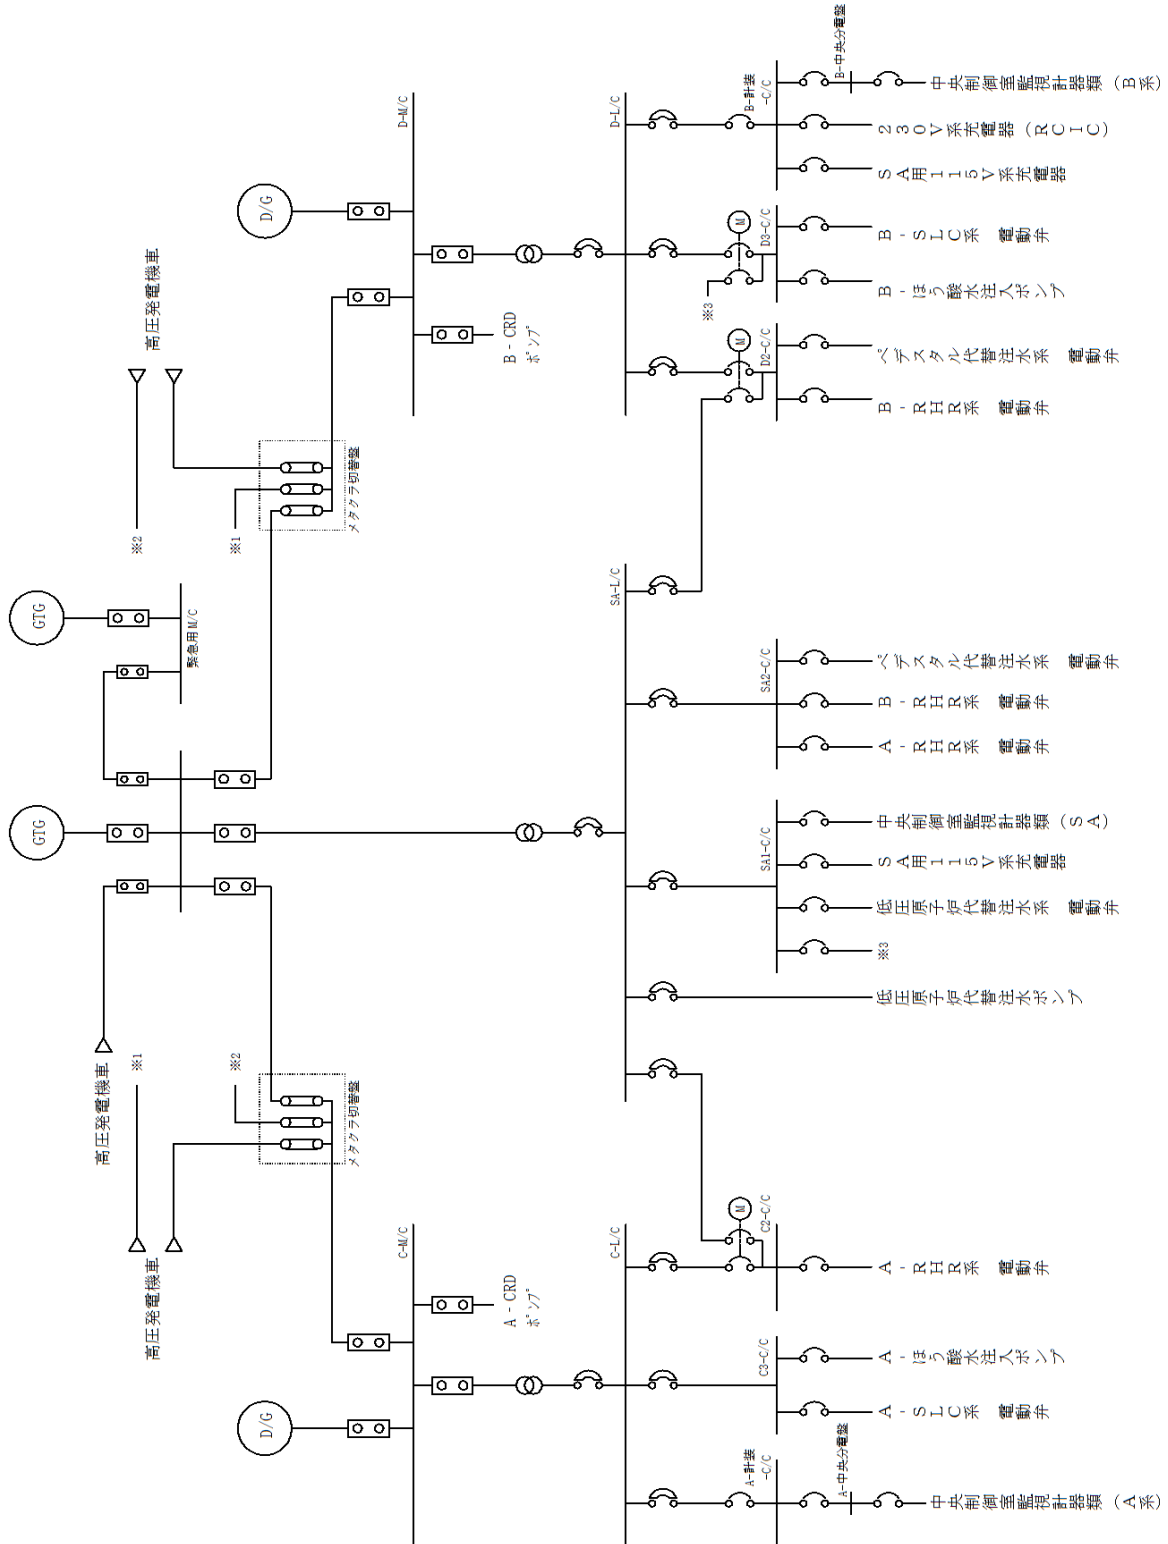 高圧発電機車
※2
※1
メタクラ切替盤
D/G
D-M/C
B - CRD
ポンプ
D-L/C
B-計装
-C/C
B-中央分電盤
中央制御室監視計器類（B系）
230V系充電器（RCIC）
SA用115V系充電器
D3-C/C
M
※3
B-SLC系 電動弁
B-ほう酸水注入ポンプ
D2-C/C
M
ペデスタル代替注水系 電動弁
B-RHR系 電動弁
GTG
緊急用M/C
GTG
SA-L/C
SA2-C/C
ペデスタル代替注水系 電動弁
B-RHR系 電動弁
A-RHR系 電動弁
SA1-C/C
中央制御室監視計器類（SA）
SA用115V系充電器
低圧原子炉代替注水系 電動弁
※3
低圧原子炉代替注水ポンプ
高圧発電機車
※1
※2
メタクラ切替盤
高圧発電機車
D/G
C-M/C
A - CRD
ポンプ
C-L/C
M
C2-C/C
A-RHR系 電動弁
C3-C/C
A-ほう酸水注入ポンプ
A-SLC系 電動弁
A-計装
-C/C
A-中央分電盤
中央制御室監視計器類（A系）